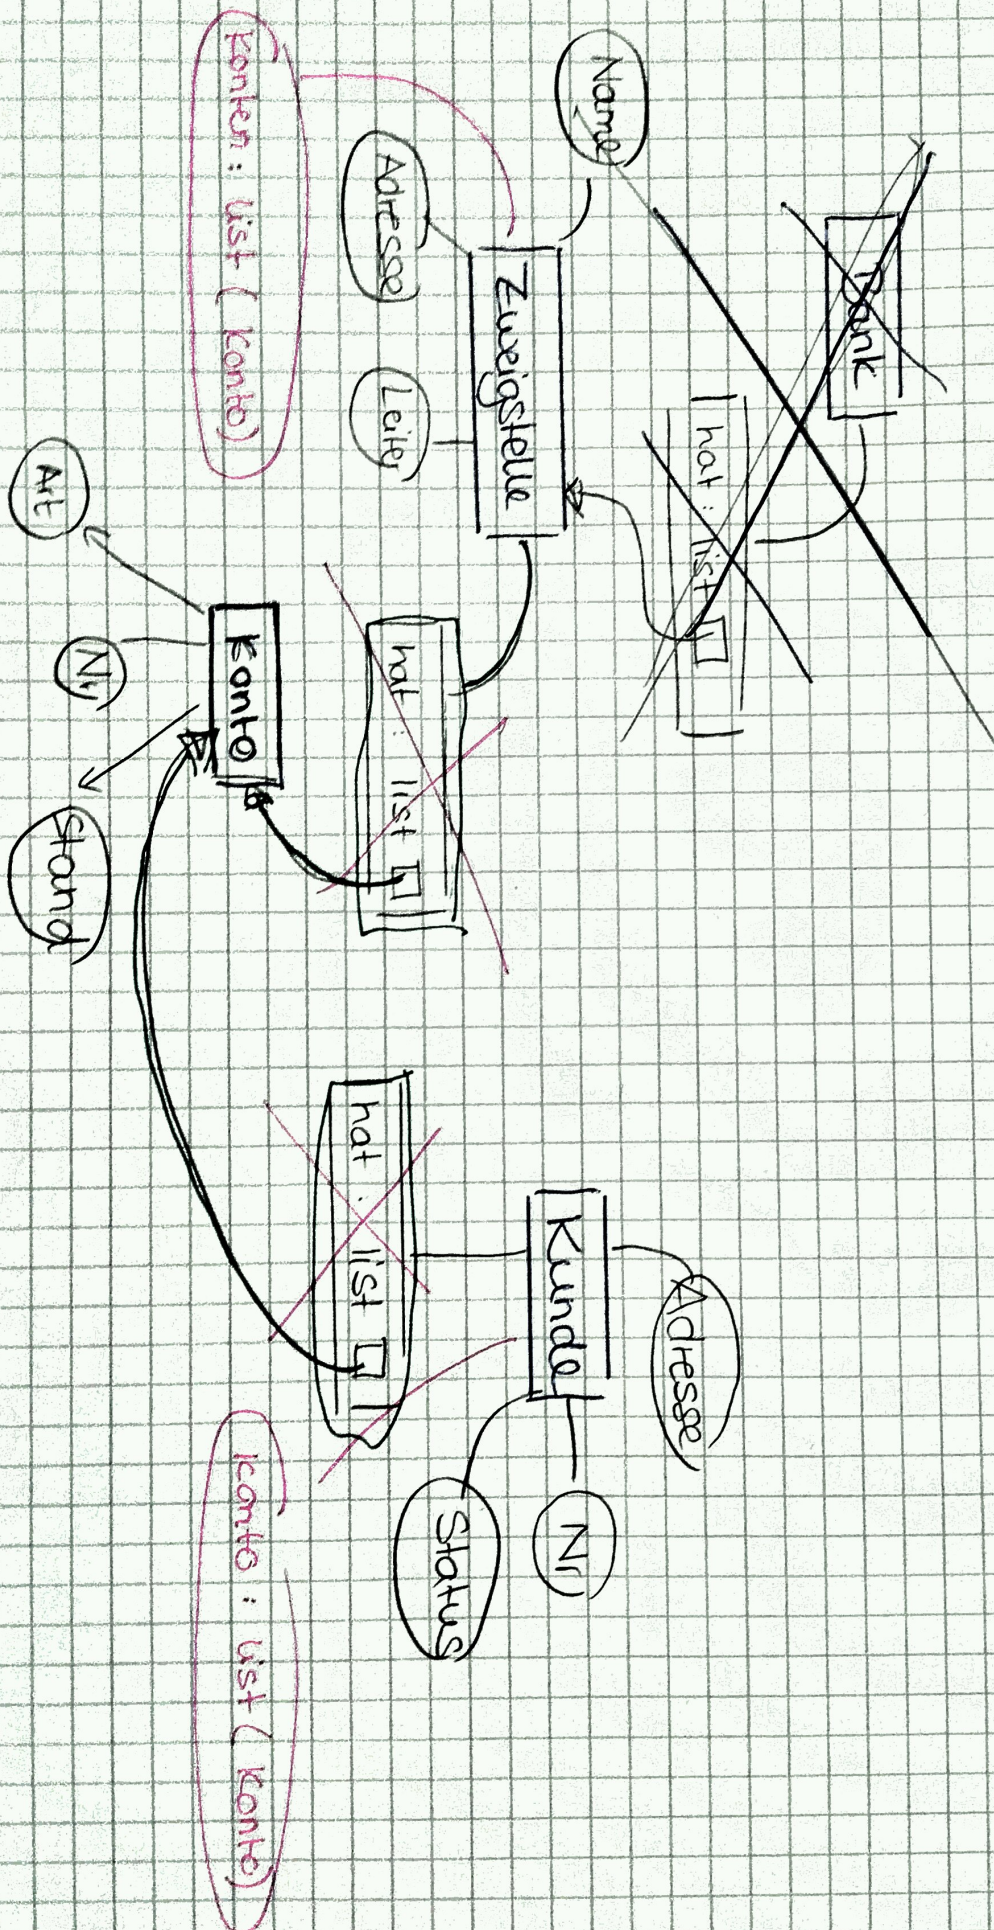 Bank
hat : list
Name
Zweigstelle
Adresse
Leiter
Konten : list ( Konto)
hat : list
Konto
Art
Nr
Stand
Adresse
Kunde
Nr
Status
hat : list
Konto : list ( Konto)